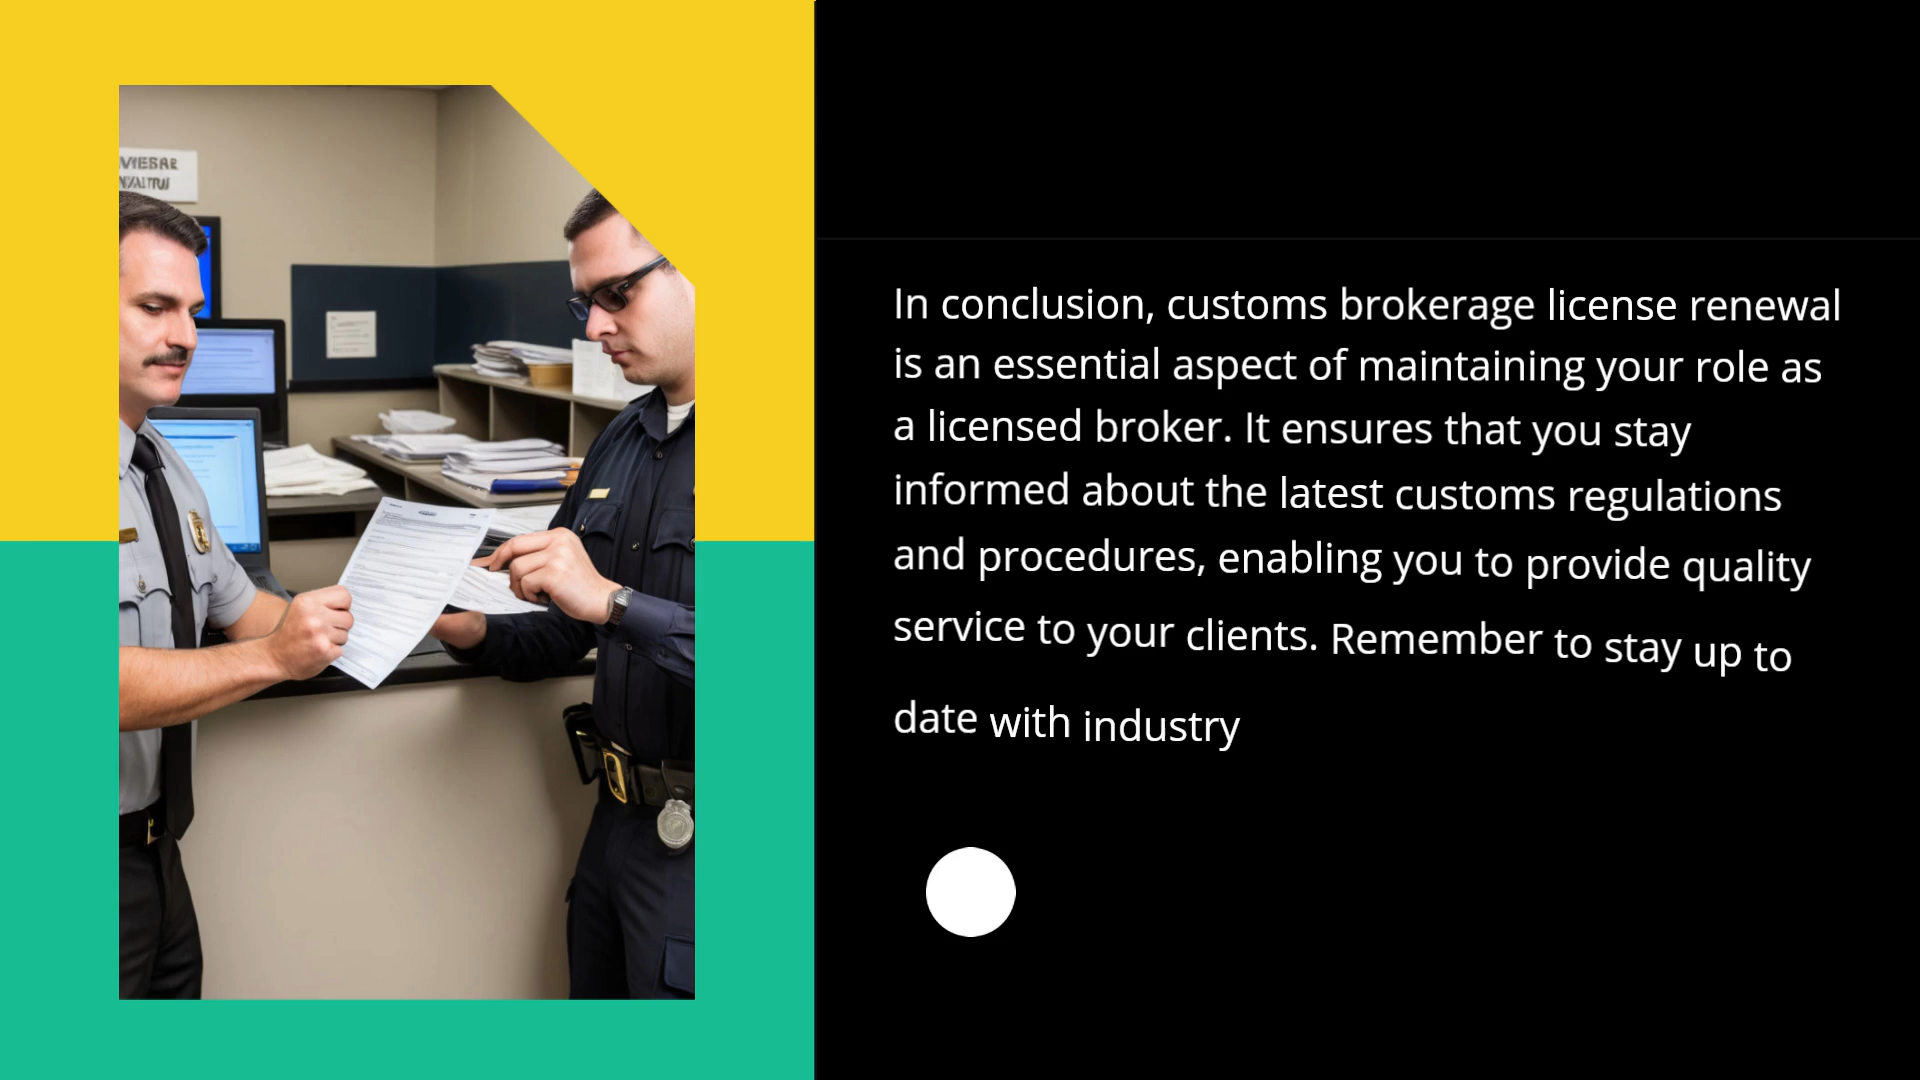 In conclusion, customs brokerage license renewal
is an essential aspect of maintaining your role as
a licensed broker. It ensures that you stay
informed about the latest customs regulations
and procedures, enabling you to provide quality
service to your clients. Remember to stay up to
date with industry